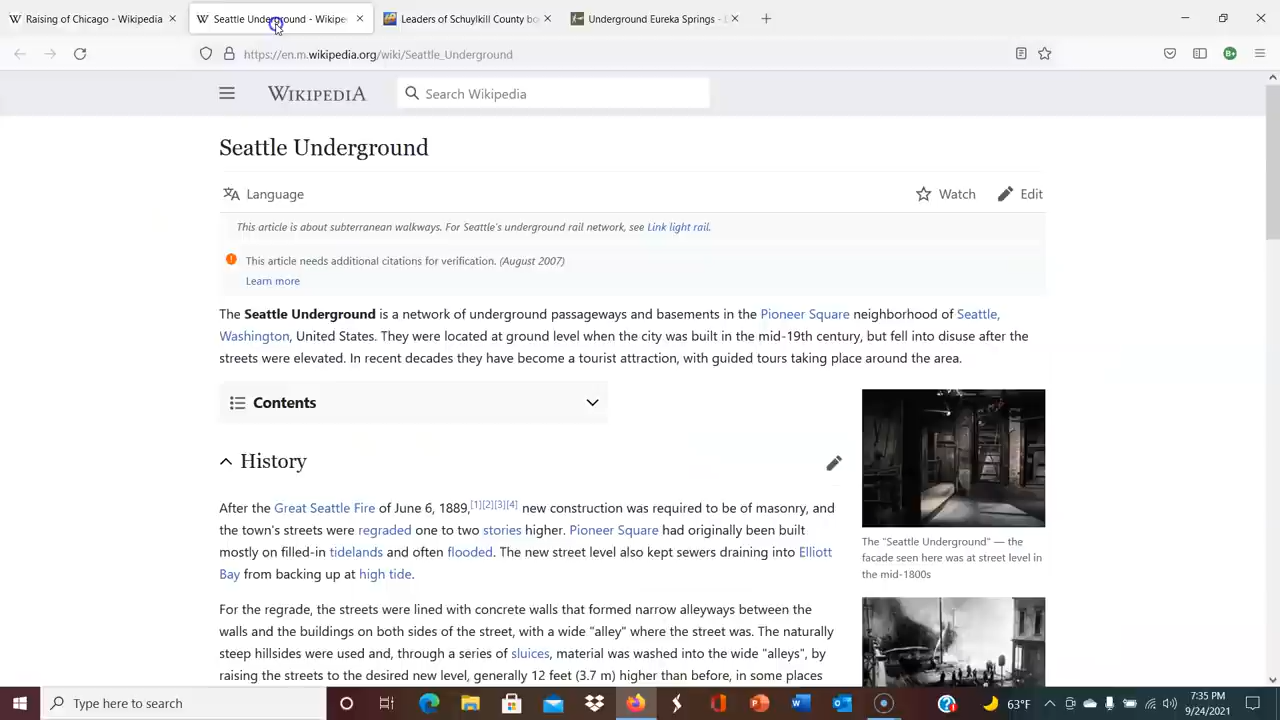 Raising of Chicago - Wikipedia
Seattle Underground - Wikipe
Leaders of Schuylkill County bo
Underground Eureka Springs -
https://en.m.wikipedia.org/wiki/Seattle_Underground
WIKIPEDIA
Search Wikipedia
Seattle Underground
Language
Watch
Edit
This article is about subterranean walkways. For Seattle's underground rail network, see Link light rail.
This article needs additional citations for verification. (August 2007)
Learn more
The Seattle Underground is a network of underground passageways and basements in the Pioneer Square neighborhood of Seattle,
Washington, United States. They were located at ground level when the city was built in the mid-19th century, but fell into disuse after the
streets were elevated. In recent decades they have become a tourist attraction, with guided tours taking place around the area.
Contents
History
After the Great Seattle Fire of June 6, 1889,[1][2][3][4] new construction was required to be of masonry, and
the town's streets were regraded one to two stories higher. Pioneer Square had originally been built
mostly on filled-in tidelands and often flooded. The new street level also kept sewers draining into Elliott
Bay from backing up at high tide.
For the regrade, the streets were lined with concrete walls that formed narrow alleyways between the
walls and the buildings on both sides of the street, with a wide "alley" where the street was. The naturally
steep hillsides were used and, through a series of sluices, material was washed into the wide "alleys", by
raising the streets to the desired new level, generally 12 feet (3.7 m) higher than before, in some places
The "Seattle Underground" — the
facade seen here was at street level in
the mid-1800s
Type here to search
63°F
7:35 PM
9/24/2021